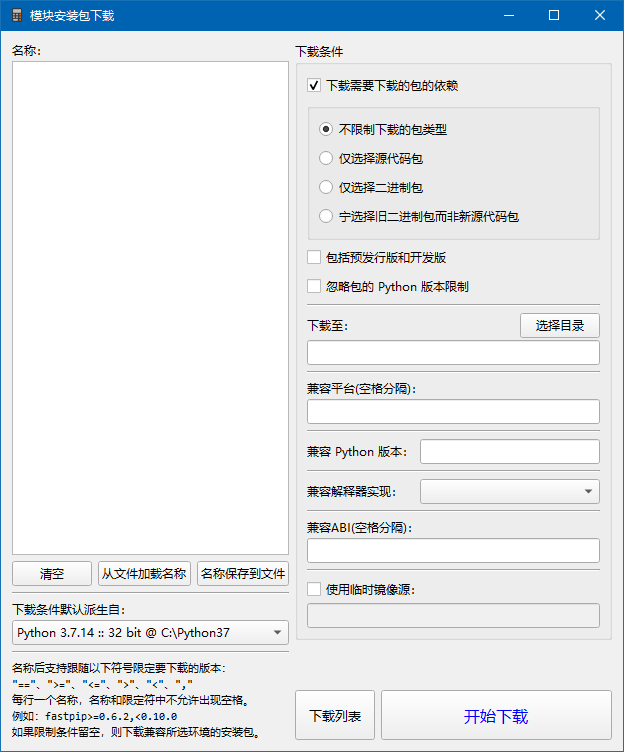 模块安装包下载
名称：
清空
从文件加载名称
名称保存到文件
下载条件默认派生自：
Python 3.7.14 :: 32 bit @ C:\Python37
名称后支持跟随以下符号限定要下载的版本：
"=="、">="、"<="、">"、"<"、","
每行一个名称，名称和限定符中不允许出现空格。
例如：fastpip>=0.6.2,<0.10.0
如果限制条件留空，则下载兼容所选环境的安装包。
下载条件
下载需要下载的包的依赖
不限制下载的包类型
仅选择源代码包
仅选择二进制包
宁选择旧二进制包而非新源代码包
包括预发行版和开发版
忽略包的 Python 版本限制
下载至：
选择目录
兼容平台(空格分隔)：
兼容 Python 版本：
兼容解释器实现：
兼容ABI(空格分隔)：
使用临时镜像源：
下载列表
开始下载